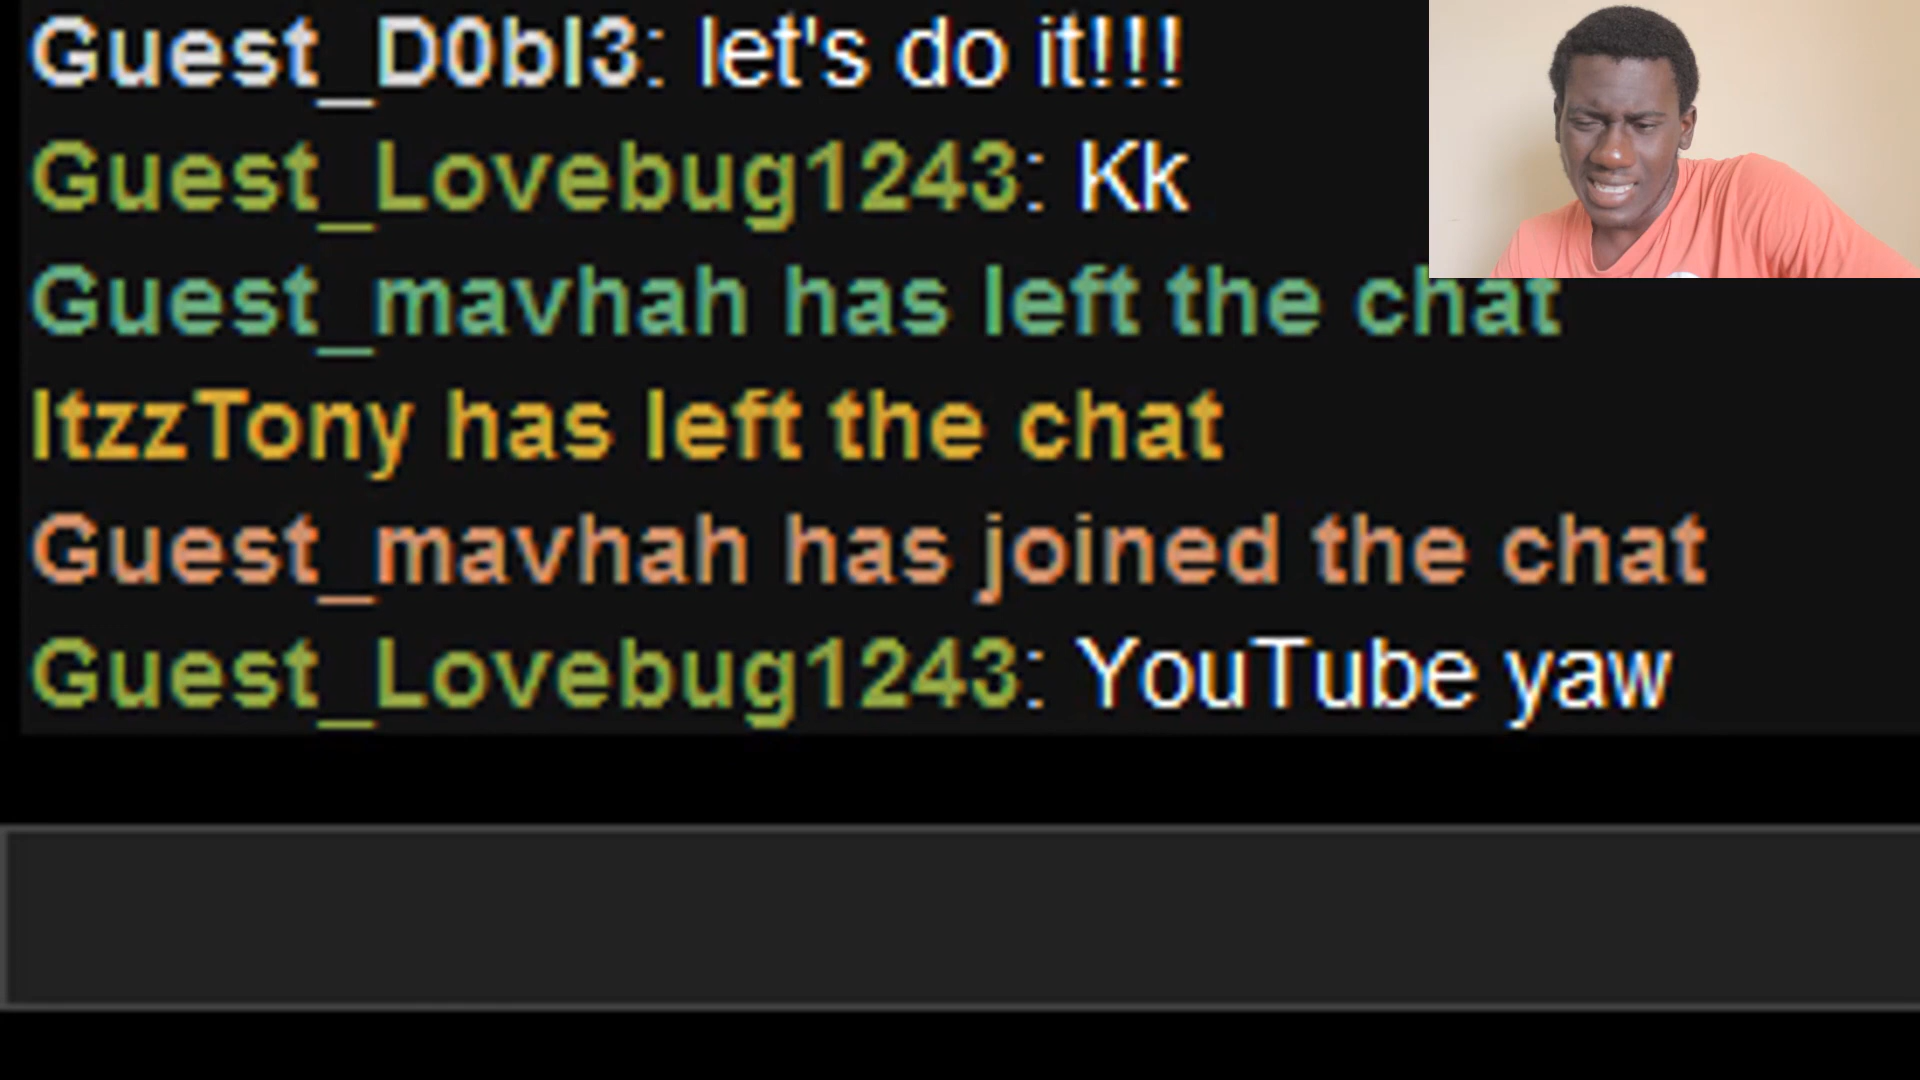 Guest_D0bl3: let's do it!!!
Guest_Lovebug1243: Kk
Guest_mavhah has left the chat
ItzzTony has left the chat
Guest_mavhah has joined the chat
Guest_Lovebug1243: YouTube yaw